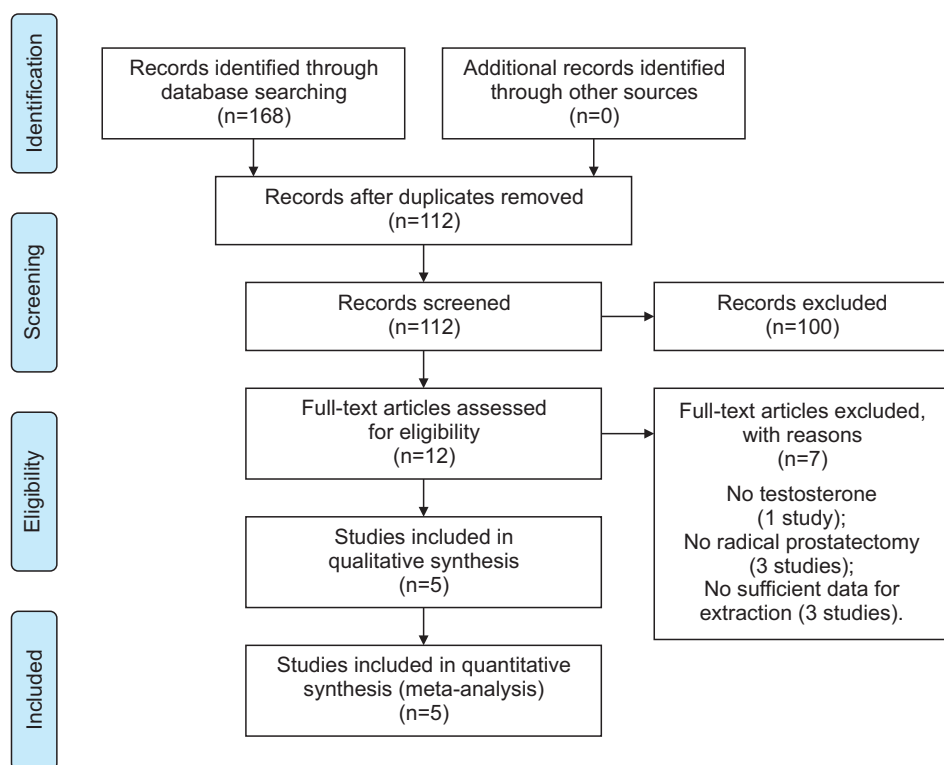 Identification
Records identified through
database searching
(n=168)
Additional records identified
through other sources
(n=0)
Records after duplicates removed
(n=112)
Screening
Records screened
(n=112)
Records excluded
(n=100)
Eligibility
Full-text articles assessed
for eligibility
(n=12)
Full-text articles excluded,
with reasons
(n=7)
No testosterone
(1 study);
No radical prostatectomy
(3 studies);
No sufficient data for
extraction (3 studies).
Studies included in
qualitative synthesis
(n=5)
Included
Studies included in quantitative
synthesis (meta-analysis)
(n=5)